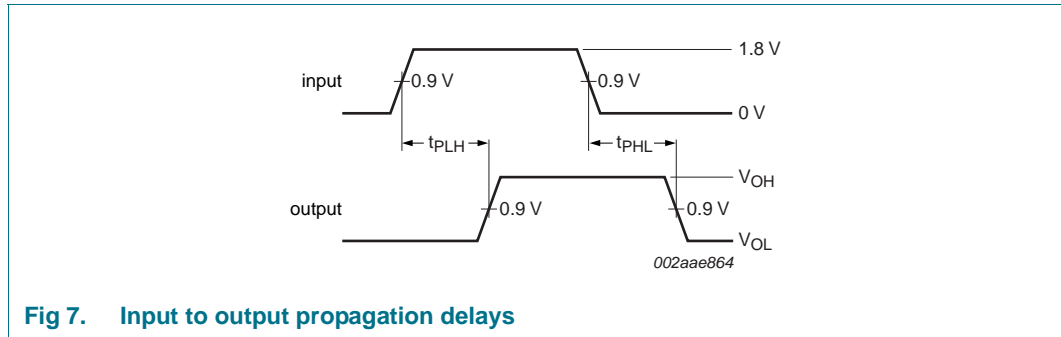 1.8 V
input
0.9 V 0.9 V
0 V
tPLH tPHL
VOH
output
0.9 V 0.9 V
VOL
002aae864
Fig 7. Input to output propagation delays